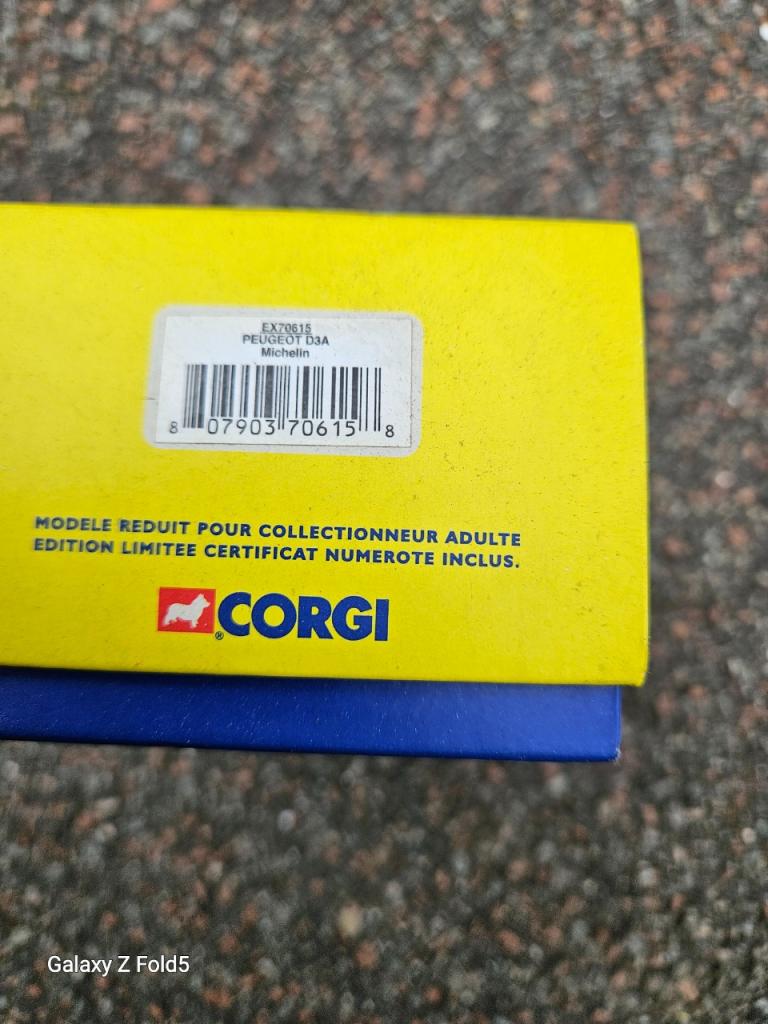 EX70615
PEUGEOT D3A
Michelin
8 07903 70615 8
MODELE REDUIT POUR COLLECTIONNEUR ADULTE
EDITION LIMITEE CERTIFICAT NUMEROTE INCLUS.
® CORGI
Galaxy Z Fold5